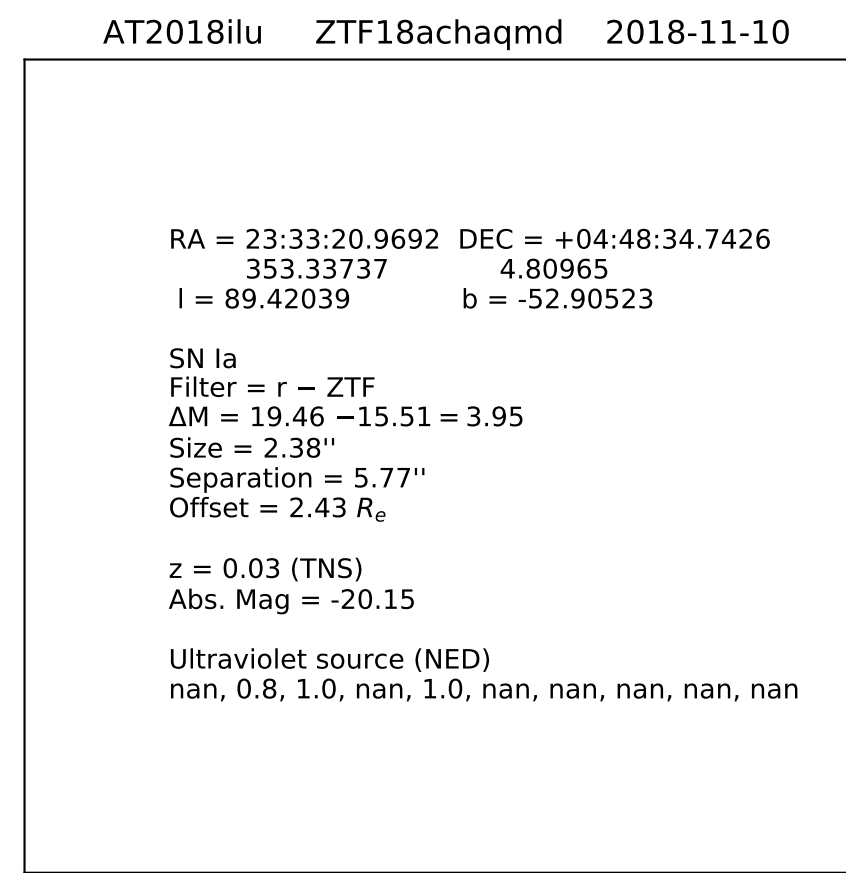 AT2018ilu ZTF18achaqmd 2018-11-10
RA = 23:33:20.9692 DEC = +04:48:34.7426
353.33737 4.80965
l = 89.42039 b = -52.90523
SN Ia
Filter = r − ZTF
ΔM = 19.46 −15.51 = 3.95
Size = 2.38''
Separation = 5.77''
Offset = 2.43 Re
z = 0.03 (TNS)
Abs. Mag = -20.15
Ultraviolet source (NED)
nan, 0.8, 1.0, nan, 1.0, nan, nan, nan, nan, nan